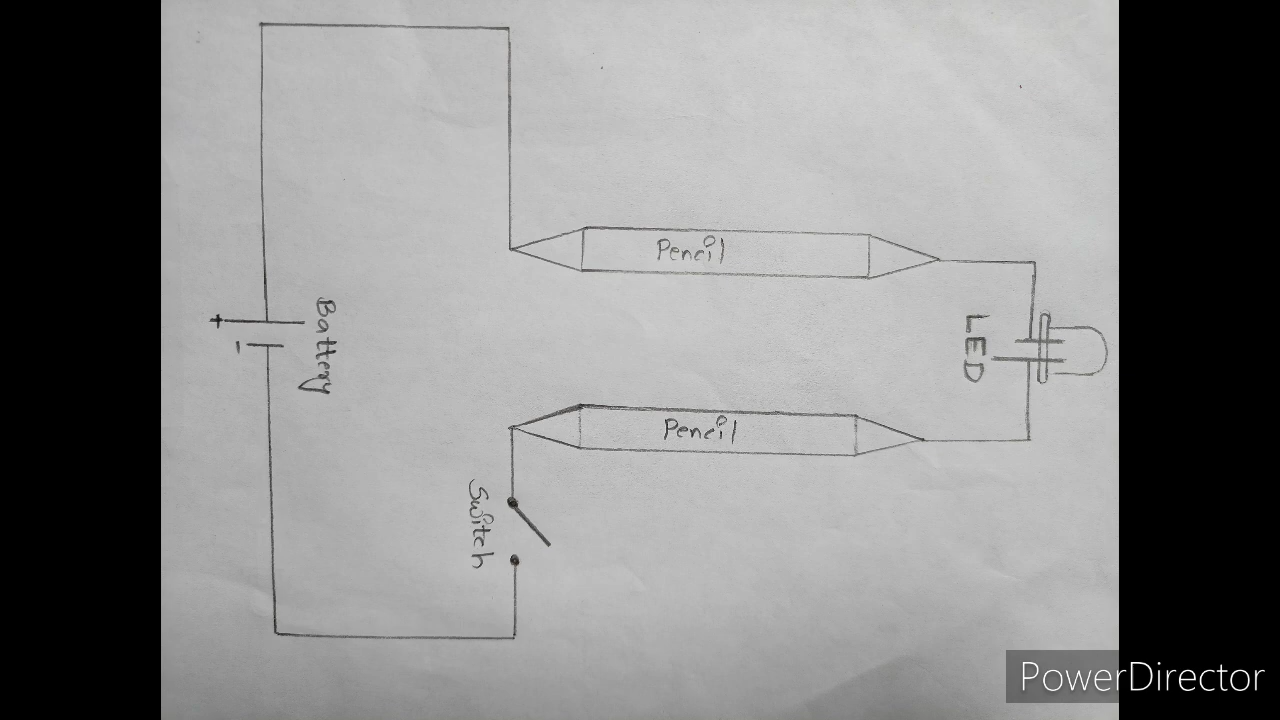 Pencil
Battery
+
-
LED
Pencil
Switch
PowerDirector